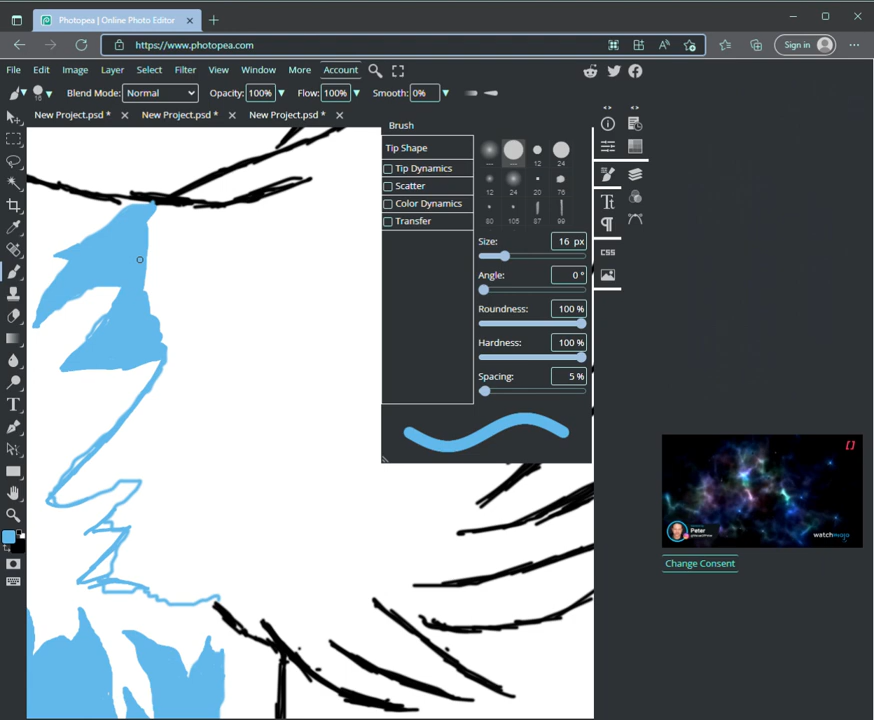 Photopea | Online Photo Editor
https://www.photopea.com
Sign in
File Edit Image Layer Select Filter View Window More Account
16
Blend Mode: Normal Opacity: 100% Flow: 100% Smooth: 0%
New Project.psd * New Project.psd * New Project.psd *
Brush
Tip Shape
Tip Dynamics
Scatter
Color Dynamics
Transfer
--- --- 12 24
12 24 20 76
80 105 87 99
Size: 16 px
Angle: 0 °
Roundness: 100 %
Hardness: 100 %
Spacing: 5 %
CSS
Peter
watchmojo
Change Consent